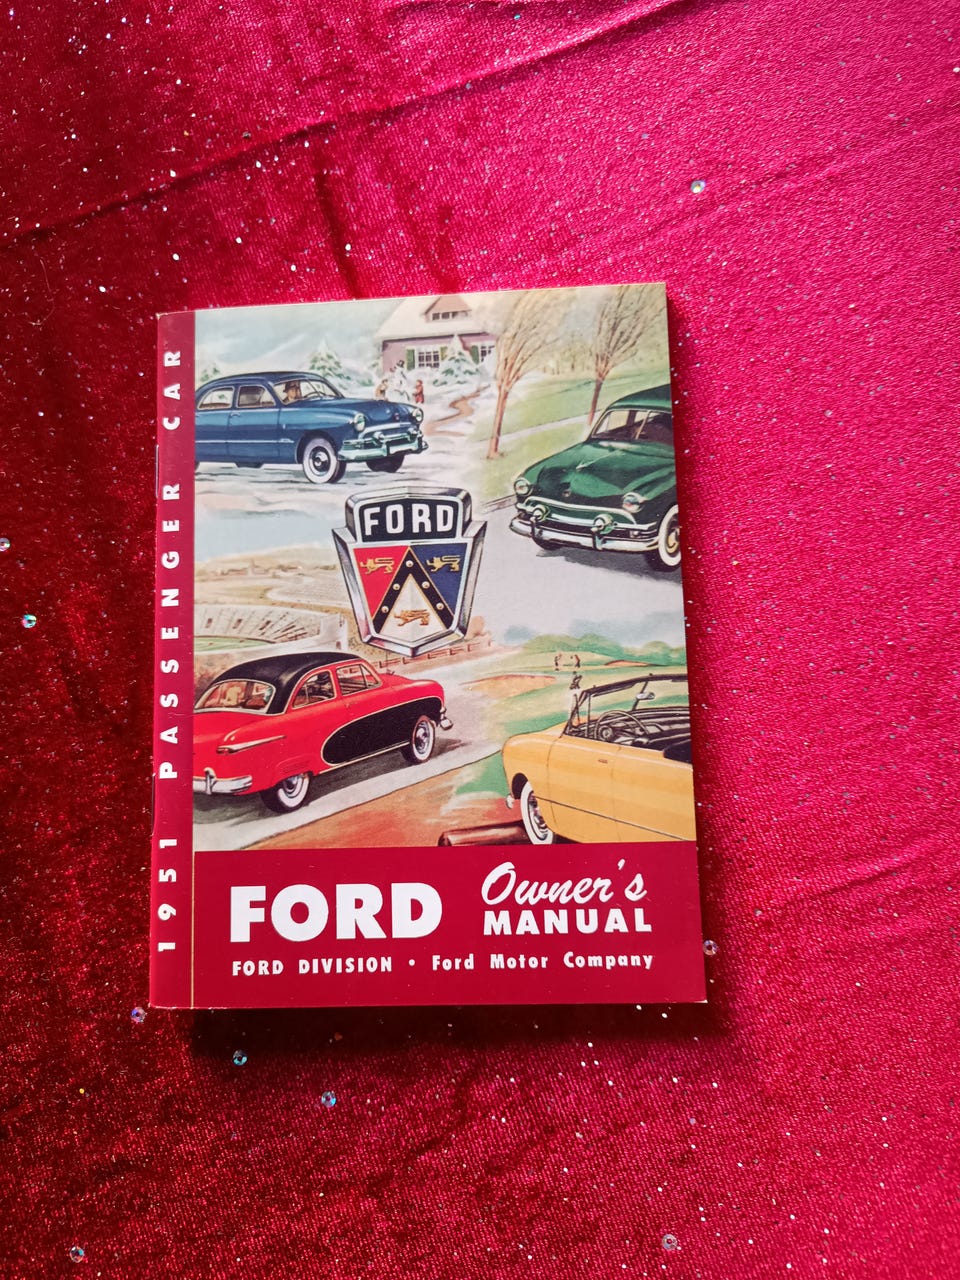 1951 PASSENGER CAR
FORD
FORD Owner's
MANUAL
FORD DIVISION • Ford Motor Company